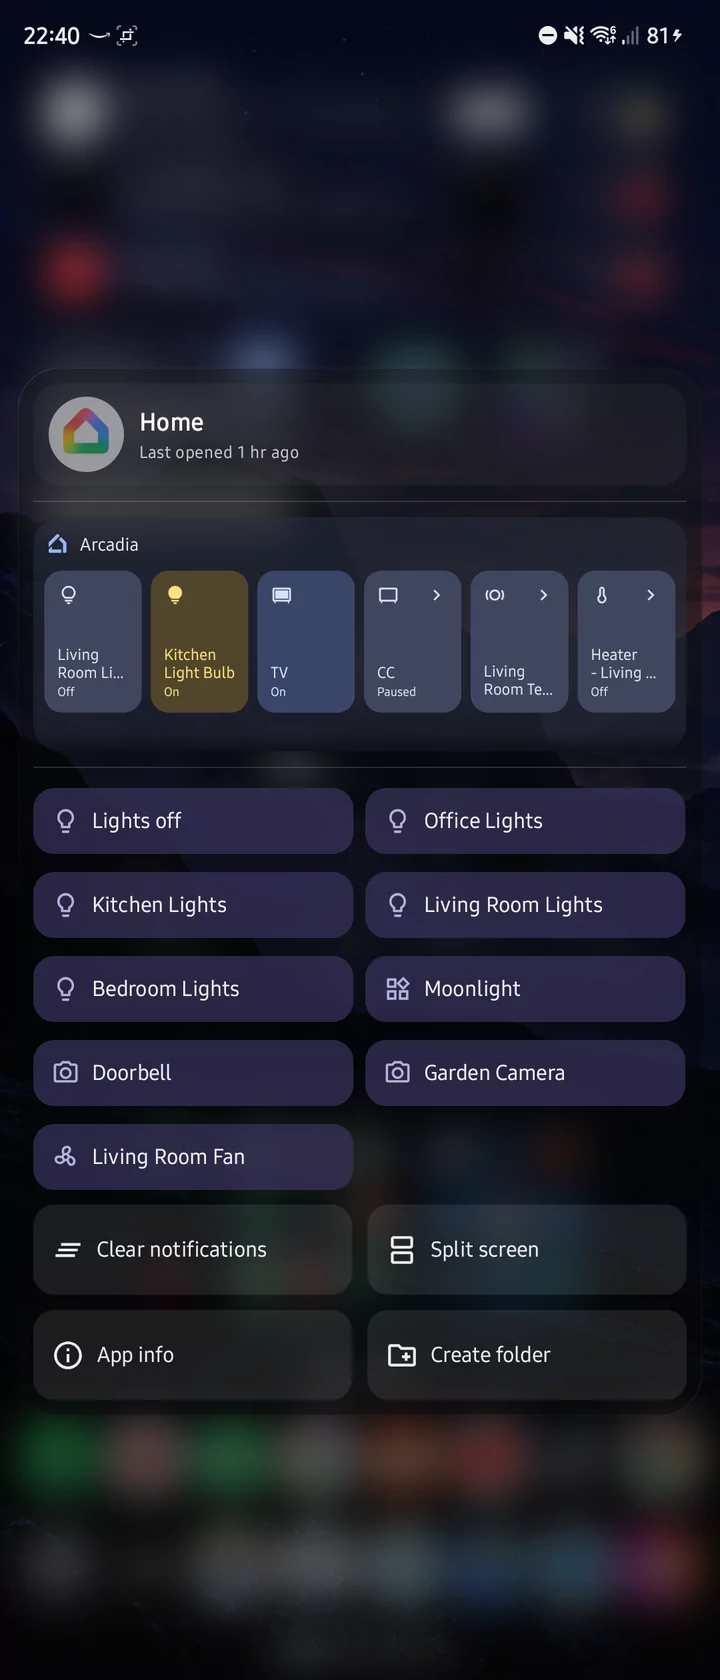 22:40
6
81
Home
Last opened 1 hr ago
Arcadia
Living
Room Li...
Off
Kitchen
Light Bulb
On
TV
On
CC
Paused
Living
Room Te...
Heater
- Living ...
Off
Lights off
Office Lights
Kitchen Lights
Living Room Lights
Bedroom Lights
Moonlight
Doorbell
Garden Camera
Living Room Fan
Clear notifications
Split screen
App info
Create folder